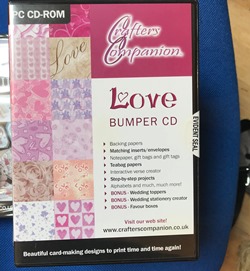 PC CD-ROM
Crafters
Companion
Love
Love
BUMPER CD
Backing papers
Matching inserts/envelopes
Notepaper, gift bags and gift tags
Teabag papers
Interactive verse creator
Step-by-step projects
Alphabets and much, much more!
BONUS - Wedding toppers
BONUS - Wedding stationery creator
BONUS - Favour boxes
Visit our web site!
www.crafterscompanion.co.uk
Beautiful card-making designs to print time and time again!
EVIDENT SEAL